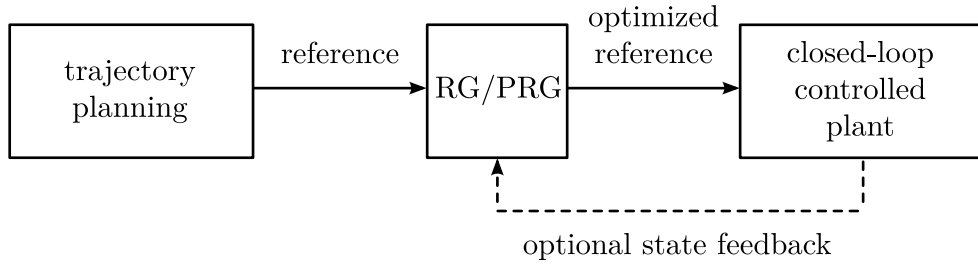 trajectory
planning
reference
RG/PRG
optimized
reference
closed-loop
controlled
plant
optional state feedback